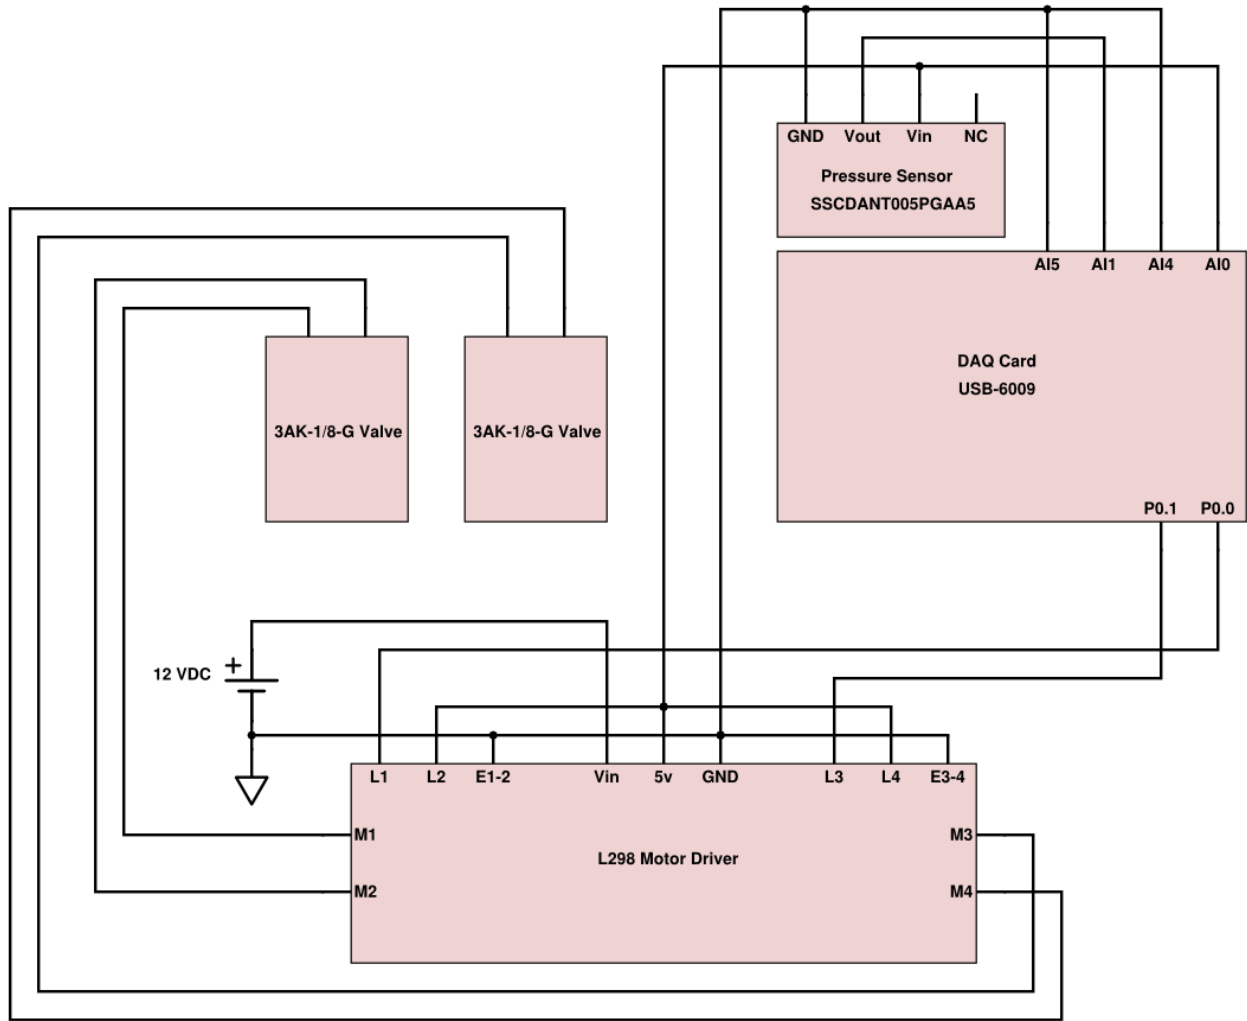 GND Vout Vin NC
Pressure Sensor
SSCDANT005PGAA5
AI5 AI1 AI4 AI0
DAQ Card
USB-6009
P0.1 P0.0
3AK-1/8-G Valve
3AK-1/8-G Valve
12 VDC
+
L1 L2 E1-2 Vin 5v GND L3 L4 E3-4
M1
M3
L298 Motor Driver
M2
M4